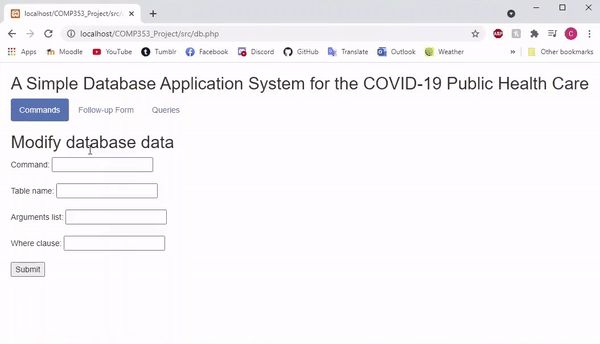 localhost/COMP353_Project/src/
localhost/COMP353_Project/src/db.php
ABP
C
Apps Moodle YouTube Tumblr Facebook Discord GitHub Translate Outlook Weather » Other bookmarks
A Simple Database Application System for the COVID-19 Public Health Care
Commands Follow-up Form Queries
Modify database data
Command:
Table name:
Arguments list:
Where clause:
Submit